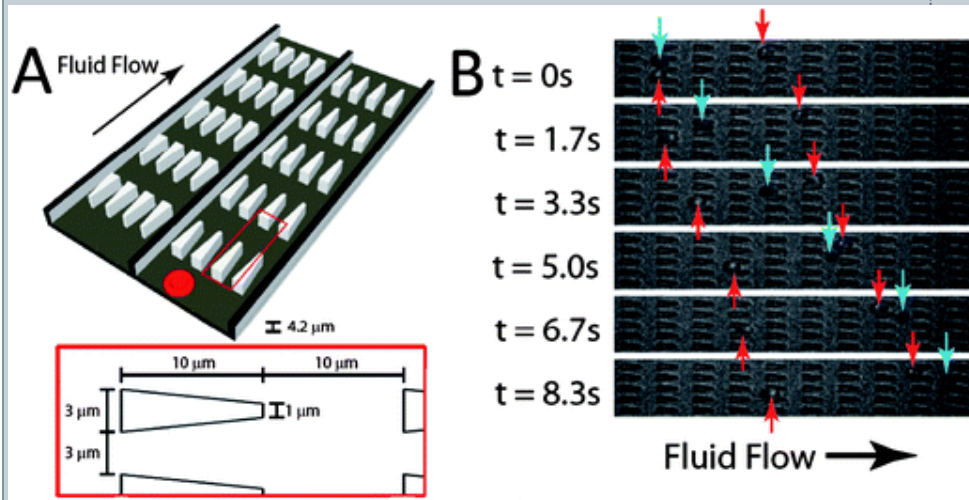 A
Fluid Flow
4.2 μm
10 μm
10 μm
3 μm
1 μm
3 μm
B
t = 0s
t = 1.7s
t = 3.3s
t = 5.0s
t = 6.7s
t = 8.3s
Fluid Flow